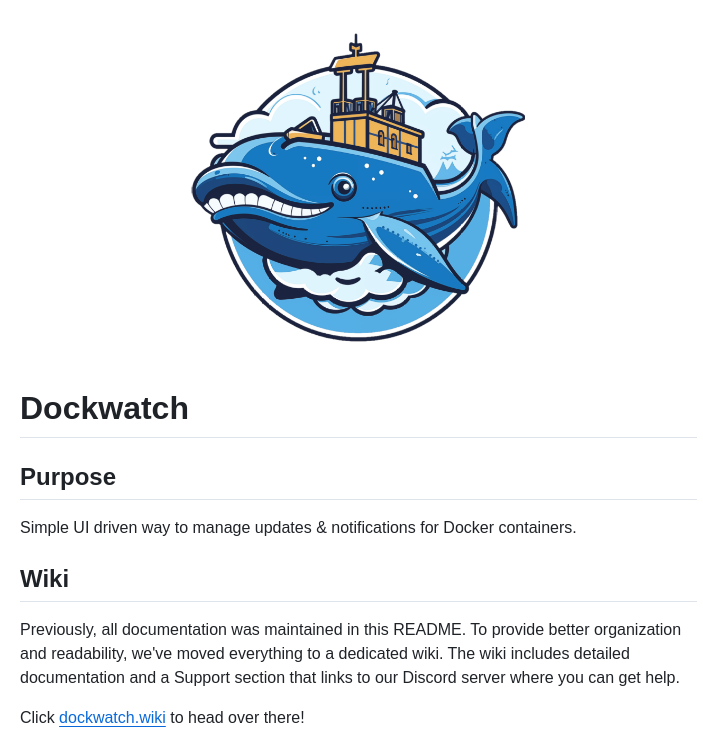 Dockwatch
Purpose
Simple UI driven way to manage updates & notifications for Docker containers.
Wiki
Previously, all documentation was maintained in this README. To provide better organization
and readability, we've moved everything to a dedicated wiki. The wiki includes detailed
documentation and a Support section that links to our Discord server where you can get help.
Click dockwatch.wiki to head over there!